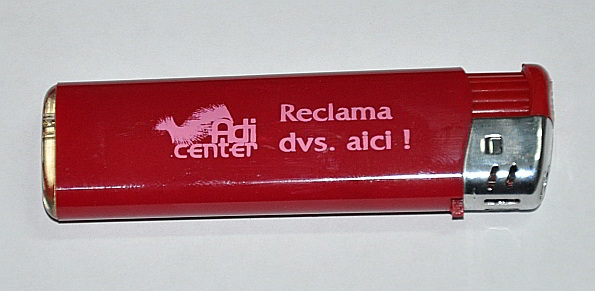 Adi
center
Reclama
dvs. aici !